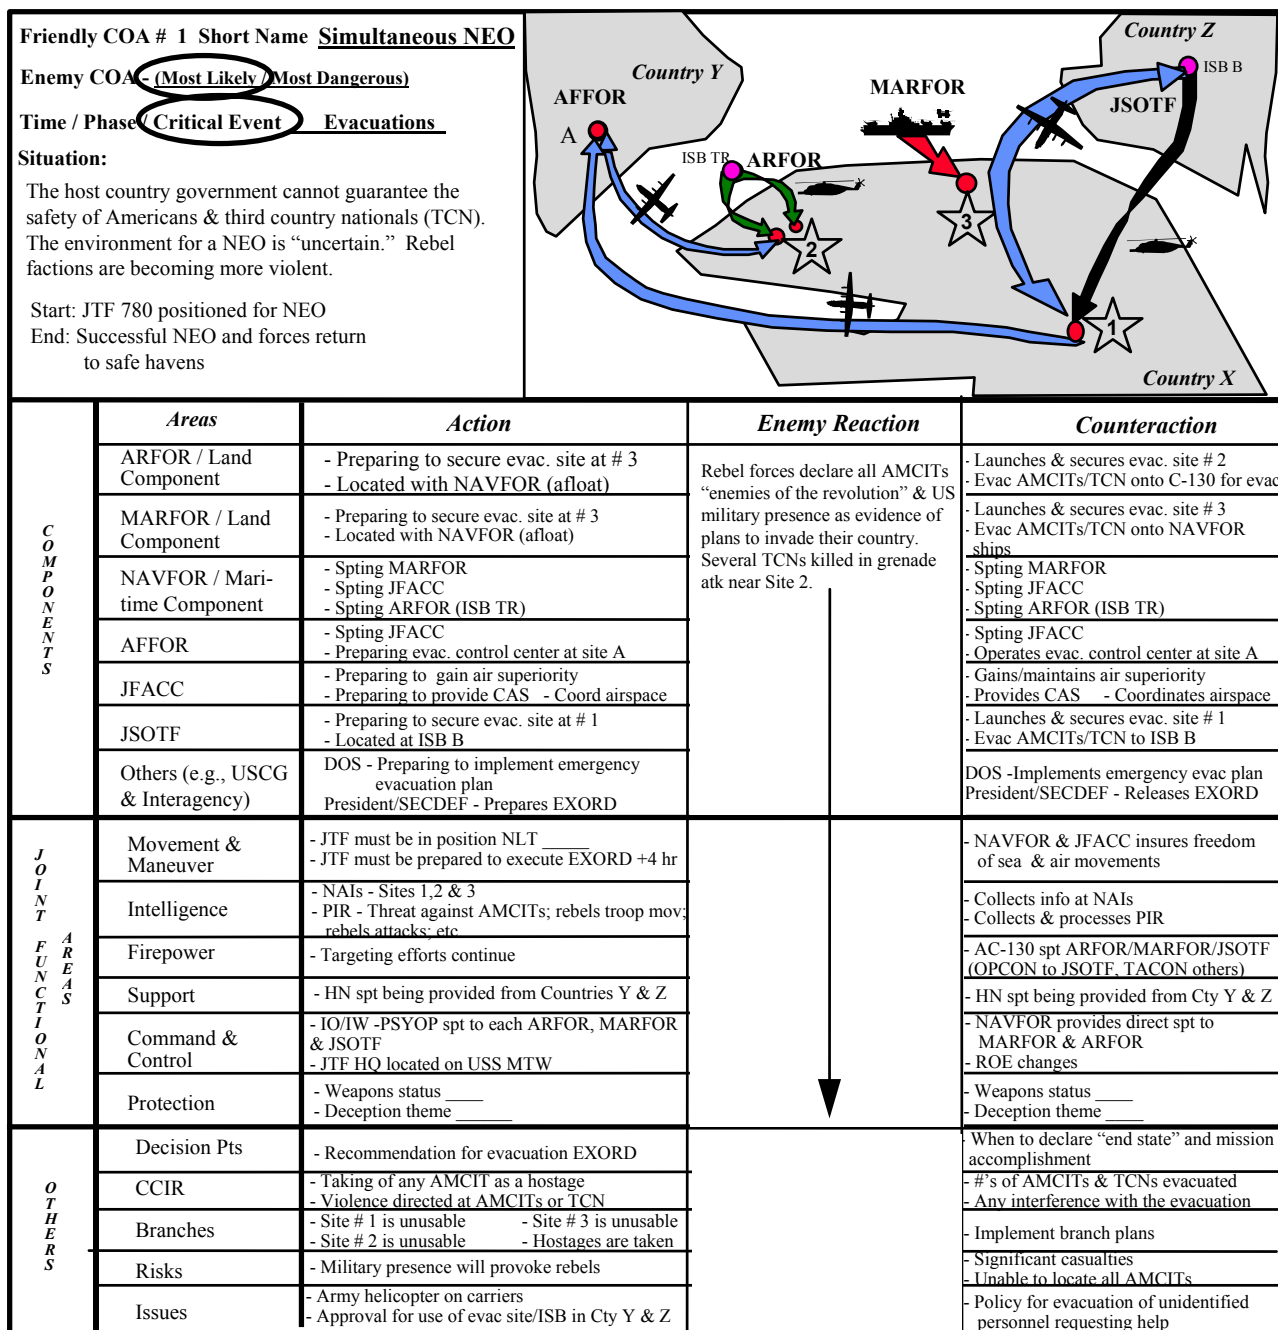 Friendly COA # 1 Short Name Simultaneous NEO
Enemy COA - (Most Likely / Most Dangerous)
Time / Phase / Critical Event Evacuations
Situation:
The host country government cannot guarantee the
safety of Americans & third country nationals (TCN).
The environment for a NEO is “uncertain.” Rebel
factions are becoming more violent.
Start: JTF 780 positioned for NEO
End: Successful NEO and forces return
to safe havens
Country Z
Country Y
ISB B
AFFOR
MARFOR
JSOTF
A
ISB TR
ARFOR
3
2
1
Country X
Areas
Action
Enemy Reaction
Counteraction
COMPONENTS
ARFOR / Land
Component
- Preparing to secure evac. site at # 3
- Located with NAVFOR (afloat)
Rebel forces declare all AMCITs
“enemies of the revolution” & US
military presence as evidence of
plans to invade their country.
Several TCNs killed in grenade
atk near Site 2.
- Launches & secures evac. site # 2
- Evac AMCITs/TCN onto C-130 for evac
MARFOR / Land
Component
- Preparing to secure evac. site at # 3
- Located with NAVFOR (afloat)
- Launches & secures evac. site # 3
- Evac AMCITs/TCN onto NAVFOR
ships
NAVFOR / Mari-
time Component
- Spting MARFOR
- Spting JFACC
- Spting ARFOR (ISB TR)
- Spting MARFOR
- Spting JFACC
- Spting ARFOR (ISB TR)
AFFOR
- Spting JFACC
- Preparing evac. control center at site A
- Spting JFACC
- Operates evac. control center at site A
JFACC
- Preparing to gain air superiority
- Preparing to provide CAS - Coord airspace
- Gains/maintains air superiority
- Provides CAS - Coordinates airspace
JSOTF
- Preparing to secure evac. site at # 1
- Located at ISB B
- Launches & secures evac. site # 1
- Evac AMCITs/TCN to ISB B
Others (e.g., USCG
& Interagency)
DOS - Preparing to implement emergency
evacuation plan
President/SECDEF - Prepares EXORD
DOS -Implements emergency evac plan
President/SECDEF - Releases EXORD
JOINT FUNCTIONAL
AREAS
Movement &
Maneuver
- JTF must be in position NLT _____
- JTF must be prepared to execute EXORD +4 hr
- NAVFOR & JFACC insures freedom
of sea & air movements
Intelligence
- NAIs - Sites 1,2 & 3
- PIR - Threat against AMCITs; rebels troop mov;
rebels attacks; etc
- Collects info at NAIs
- Collects & processes PIR
Firepower
- Targeting efforts continue
- AC-130 spt ARFOR/MARFOR/JSOTF
(OPCON to JSOTF, TACON others)
Support
- HN spt being provided from Countries Y & Z
- HN spt being provided from Cty Y & Z
Command &
Control
- IO/IW -PSYOP spt to each ARFOR, MARFOR
& JSOTF
- JTF HQ located on USS MTW
- NAVFOR provides direct spt to
MARFOR & ARFOR
- ROE changes
Protection
- Weapons status ____
- Deception theme ______
- Weapons status ____
- Deception theme ____
OTHERS
Decision Pts
- Recommendation for evacuation EXORD
- When to declare “end state” and mission
accomplishment
CCIR
- Taking of any AMCIT as a hostage
- Violence directed at AMCITs or TCN
- #’s of AMCITs & TCNs evacuated
- Any interference with the evacuation
Branches
- Site # 1 is unusable - Site # 3 is unusable
- Site # 2 is unusable - Hostages are taken
- Implement branch plans
Risks
- Military presence will provoke rebels
- Significant casualties
- Unable to locate all AMCITs
Issues
- Army helicopter on carriers
- Approval for use of evac site/ISB in Cty Y & Z
- Policy for evacuation of unidentified
personnel requesting help